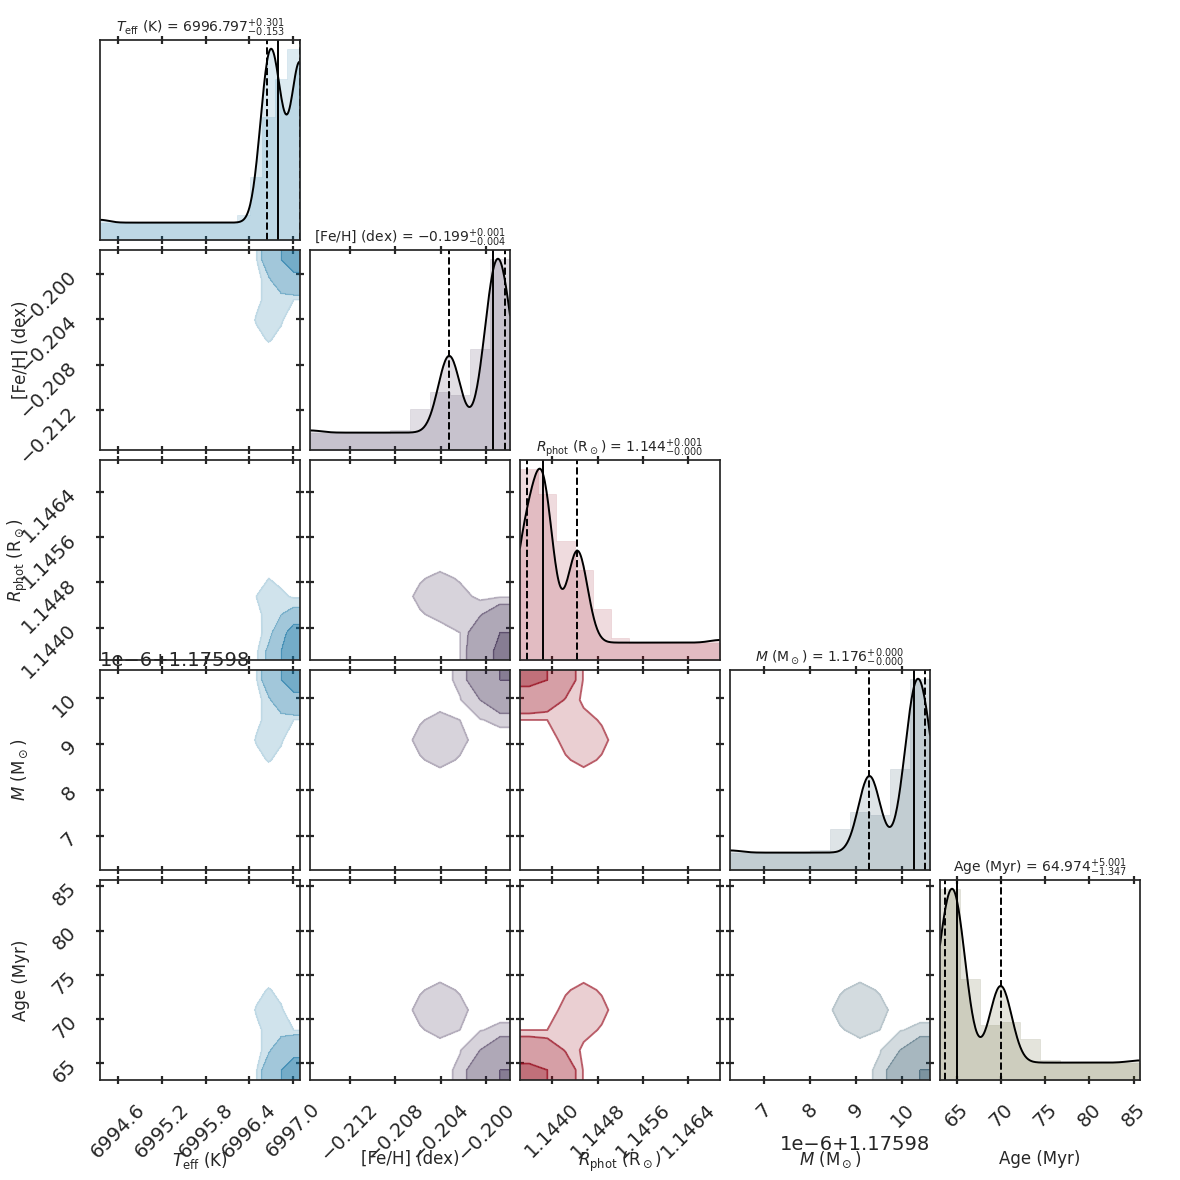 T_eff (K) = 6996.797 +0.301 −0.153
[Fe/H] (dex) = −0.199 +0.001 −0.004
[Fe/H] (dex)
−0.200
−0.204
−0.208
−0.212
R_phot (R⊙) = 1.144 +0.001 −0.000
R_phot (R⊙)
1.1464
1.1456
1.1448
1.1440
1e−6+1.17598
M (M⊙) = 1.176 +0.000 −0.000
M (M⊙)
10
9
8
7
Age (Myr) = 64.974 +5.001 −1.347
Age (Myr)
85
80
75
70
65
6994.6 6995.2 6995.8 6996.4 6997.0
−0.212 −0.208 −0.204 −0.200
1.1440 1.1448 1.1456 1.1464
7 8 9 10
65 70 75 80 85
1e−6+1.17598
T_eff (K) [Fe/H] (dex) R_phot (R⊙) M (M⊙) Age (Myr)